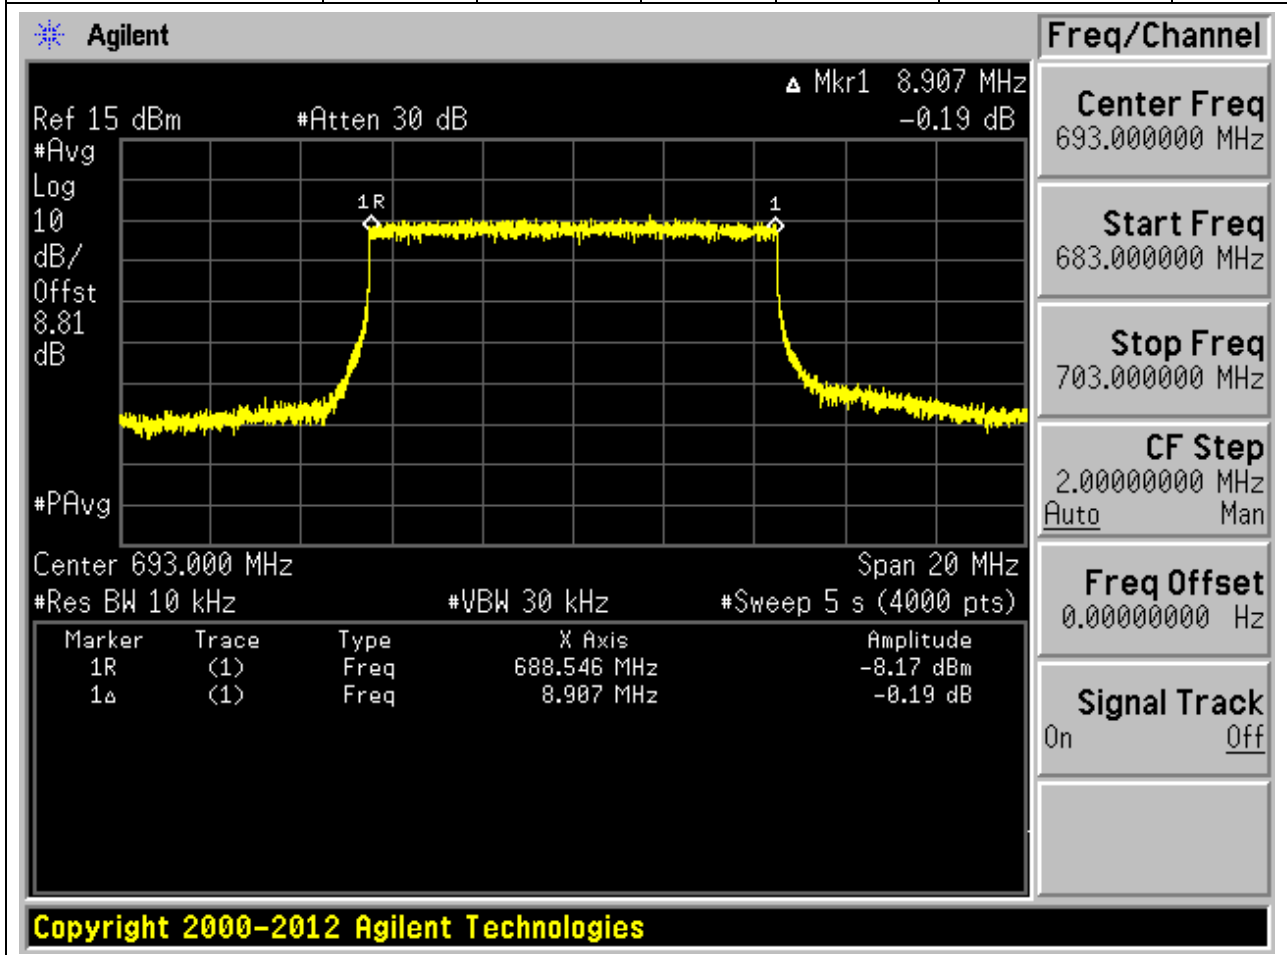 Agilent
Freq/Channel
Δ Mkr1 8.907 MHz
Ref 15 dBm #Atten 30 dB -0.19 dB
#Avg
Log
10
dB/
Offst
8.81
dB
1R
1
#PAvg
Center 693.000 MHz Span 20 MHz
#Res BW 10 kHz #VBW 30 kHz #Sweep 5 s (4000 pts)
Marker Trace Type X Axis Amplitude
1R (1) Freq 688.546 MHz -8.17 dBm
1Δ (1) Freq 8.907 MHz -0.19 dB
Center Freq
693.000000 MHz
Start Freq
683.000000 MHz
Stop Freq
703.000000 MHz
CF Step
2.00000000 MHz
Auto Man
Freq Offset
0.00000000 Hz
Signal Track
On Off
Copyright 2000-2012 Agilent Technologies